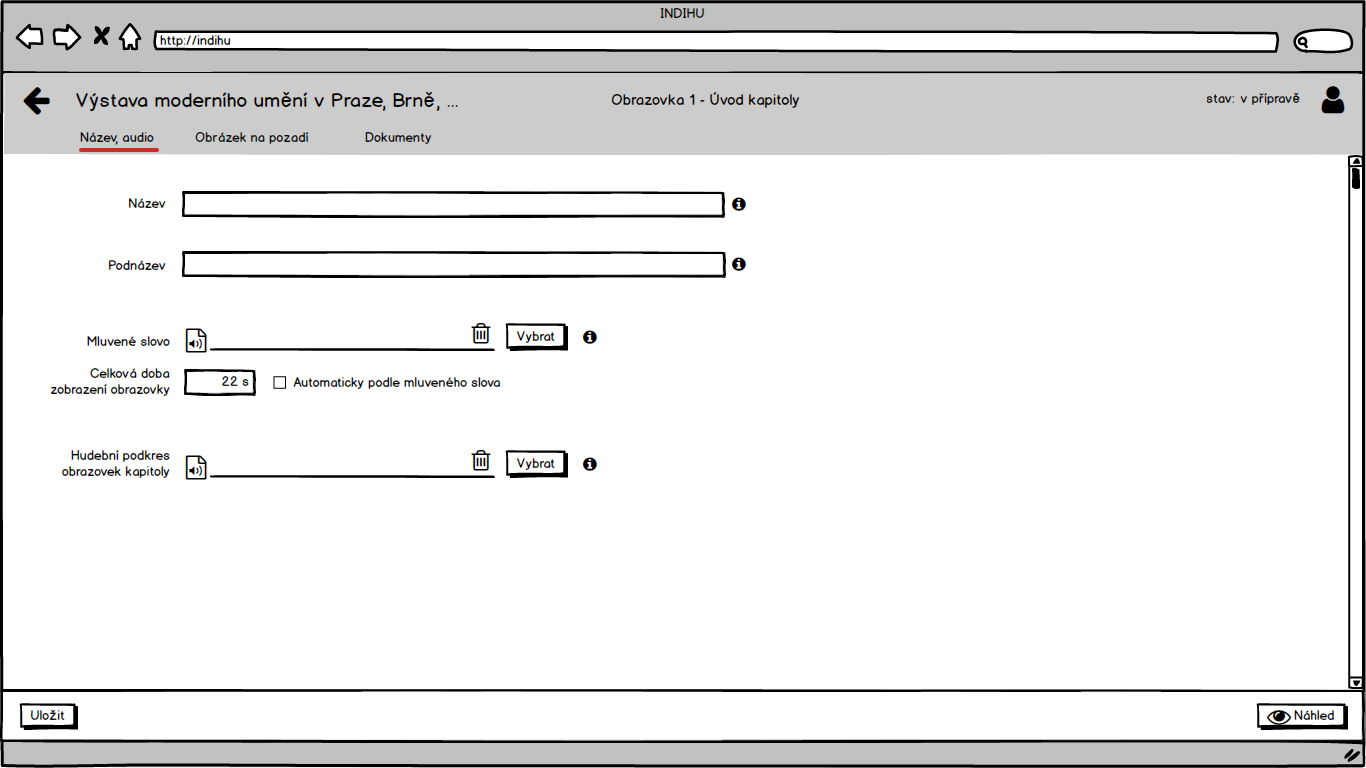 INDIHU
http://indihu
Výstava moderního umění v Praze, Brně, ...
Obrazovka 1 - Úvod kapitoly
stav: v přípravě
Název, audio
Obrázek na pozadí
Dokumenty
Název
Podnázev
Mluvené slovo
Vybrat
Celková doba
zobrazení obrazovky
22 s
Automaticky podle mluveného slova
Hudební podkres
obrazovek kapitoly
Vybrat
Uložit
Náhled